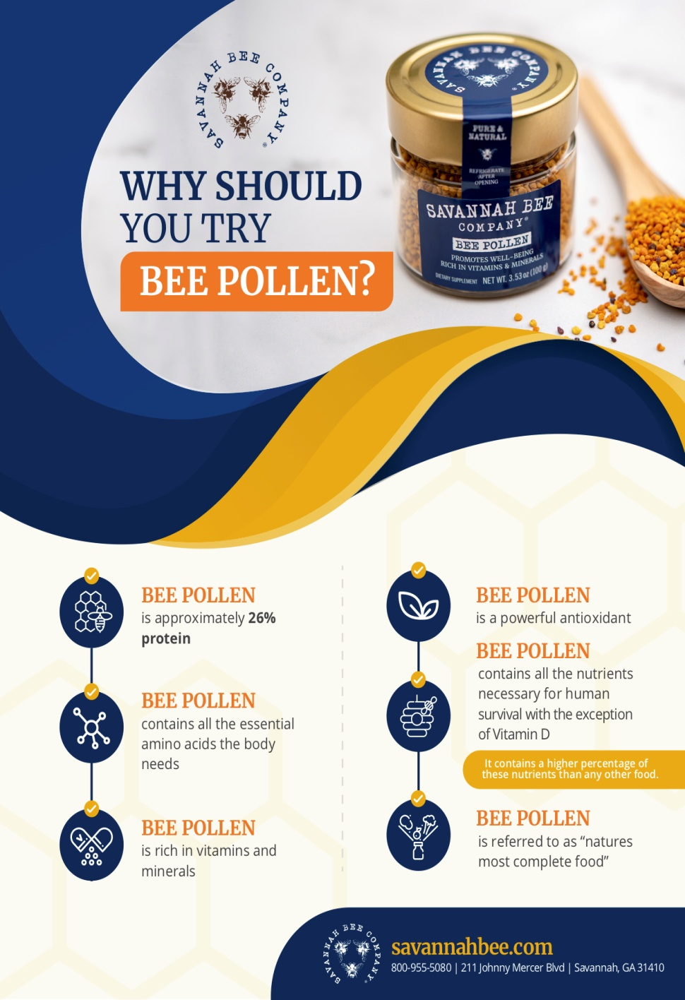 SAVANNAH BEE COMPANY®
WHY SHOULD
YOU TRY
BEE POLLEN?
SAVANNAH BEE COMPANY®
PURE &
NATURAL
REFRIGERATE
AFTER
OPENING
SAVANNAH BEE
COMPANY®
BEE POLLEN
PROMOTES WELL-BEING
RICH IN VITAMINS & MINERALS
DIETARY SUPPLEMENT NET WT. 3.53 oz (100 g)
BEE POLLEN
is approximately 26%
protein
BEE POLLEN
contains all the essential
amino acids the body
needs
BEE POLLEN
is rich in vitamins and
minerals
BEE POLLEN
is a powerful antioxidant
BEE POLLEN
contains all the nutrients
necessary for human
survival with the exception
of Vitamin D
It contains a higher percentage of
these nutrients than any other food.
BEE POLLEN
is referred to as “natures
most complete food”
SAVANNAH BEE COMPANY®
savannahbee.com
800-955-5080 | 211 Johnny Mercer Blvd | Savannah, GA 31410